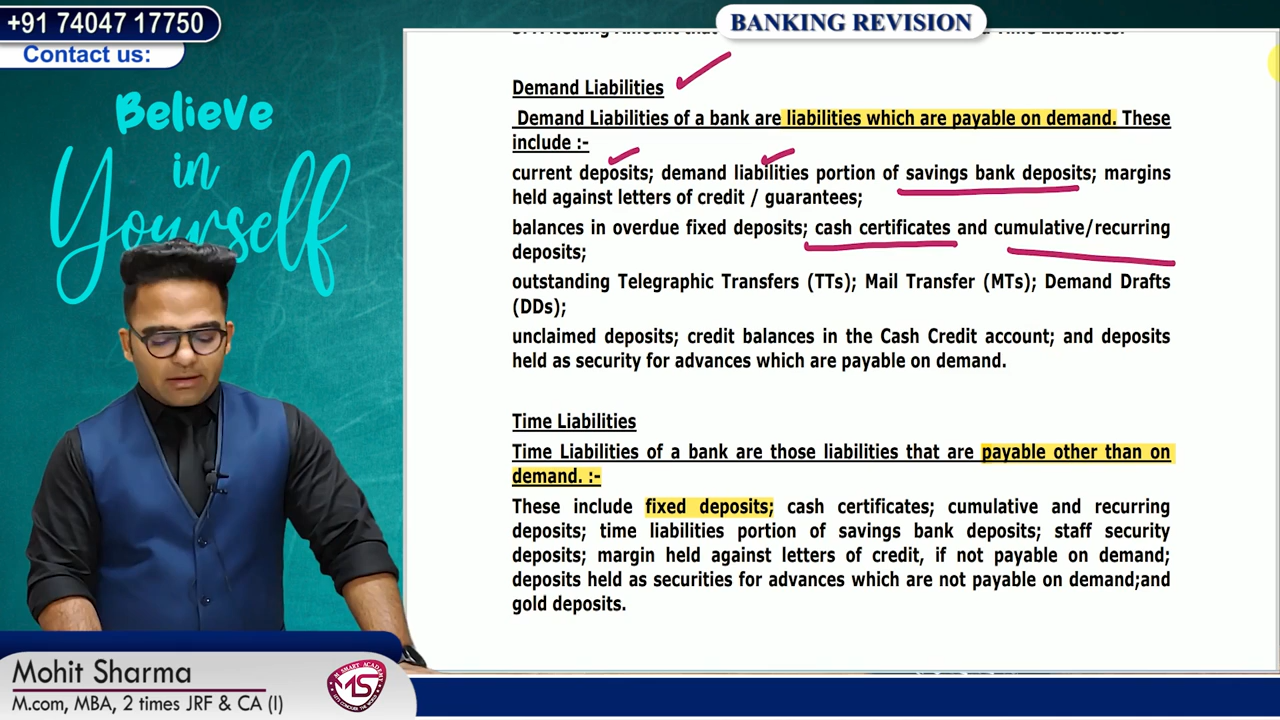 +91 74047 17750
Contact us:
BANKING REVISION
Believe
in
Yourself
Demand Liabilities
Demand Liabilities of a bank are liabilities which are payable on demand. These
include :-
current deposits; demand liabilities portion of savings bank deposits; margins
held against letters of credit / guarantees;
balances in overdue fixed deposits; cash certificates and cumulative/recurring
deposits;
outstanding Telegraphic Transfers (TTs); Mail Transfer (MTs); Demand Drafts
(DDs);
unclaimed deposits; credit balances in the Cash Credit account; and deposits
held as security for advances which are payable on demand.
Time Liabilities
Time Liabilities of a bank are those liabilities that are payable other than on
demand. :-
These include fixed deposits; cash certificates; cumulative and recurring
deposits; time liabilities portion of savings bank deposits; staff security
deposits; margin held against letters of credit, if not payable on demand;
deposits held as securities for advances which are not payable on demand;and
gold deposits.
Mohit Sharma
M.com, MBA, 2 times JRF & CA (I)
MS